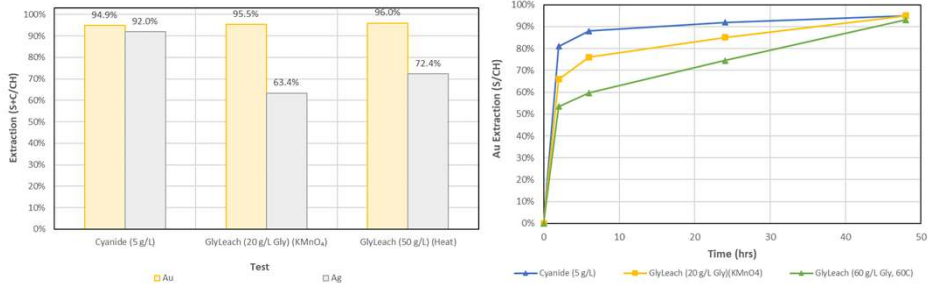 100%
90%
80%
70%
60%
50%
40%
30%
20%
10%
0%
Extraction (S+C/CH)
94.9%
92.0%
95.5%
63.4%
96.0%
72.4%
Cyanide (5 g/L)
GlyLeach (20 g/L Gly) (KMnO₄)
GlyLeach (50 g/L) (Heat)
Test
Au
Ag
100%
90%
80%
70%
60%
50%
40%
30%
20%
10%
0%
Au Extraction (S/CH)
0
10
20
30
40
50
Time (hrs)
Cyanide (5 g/L)
GlyLeach (20 g/L Gly)(KMnO4)
GlyLeach (60 g/L Gly, 60C)